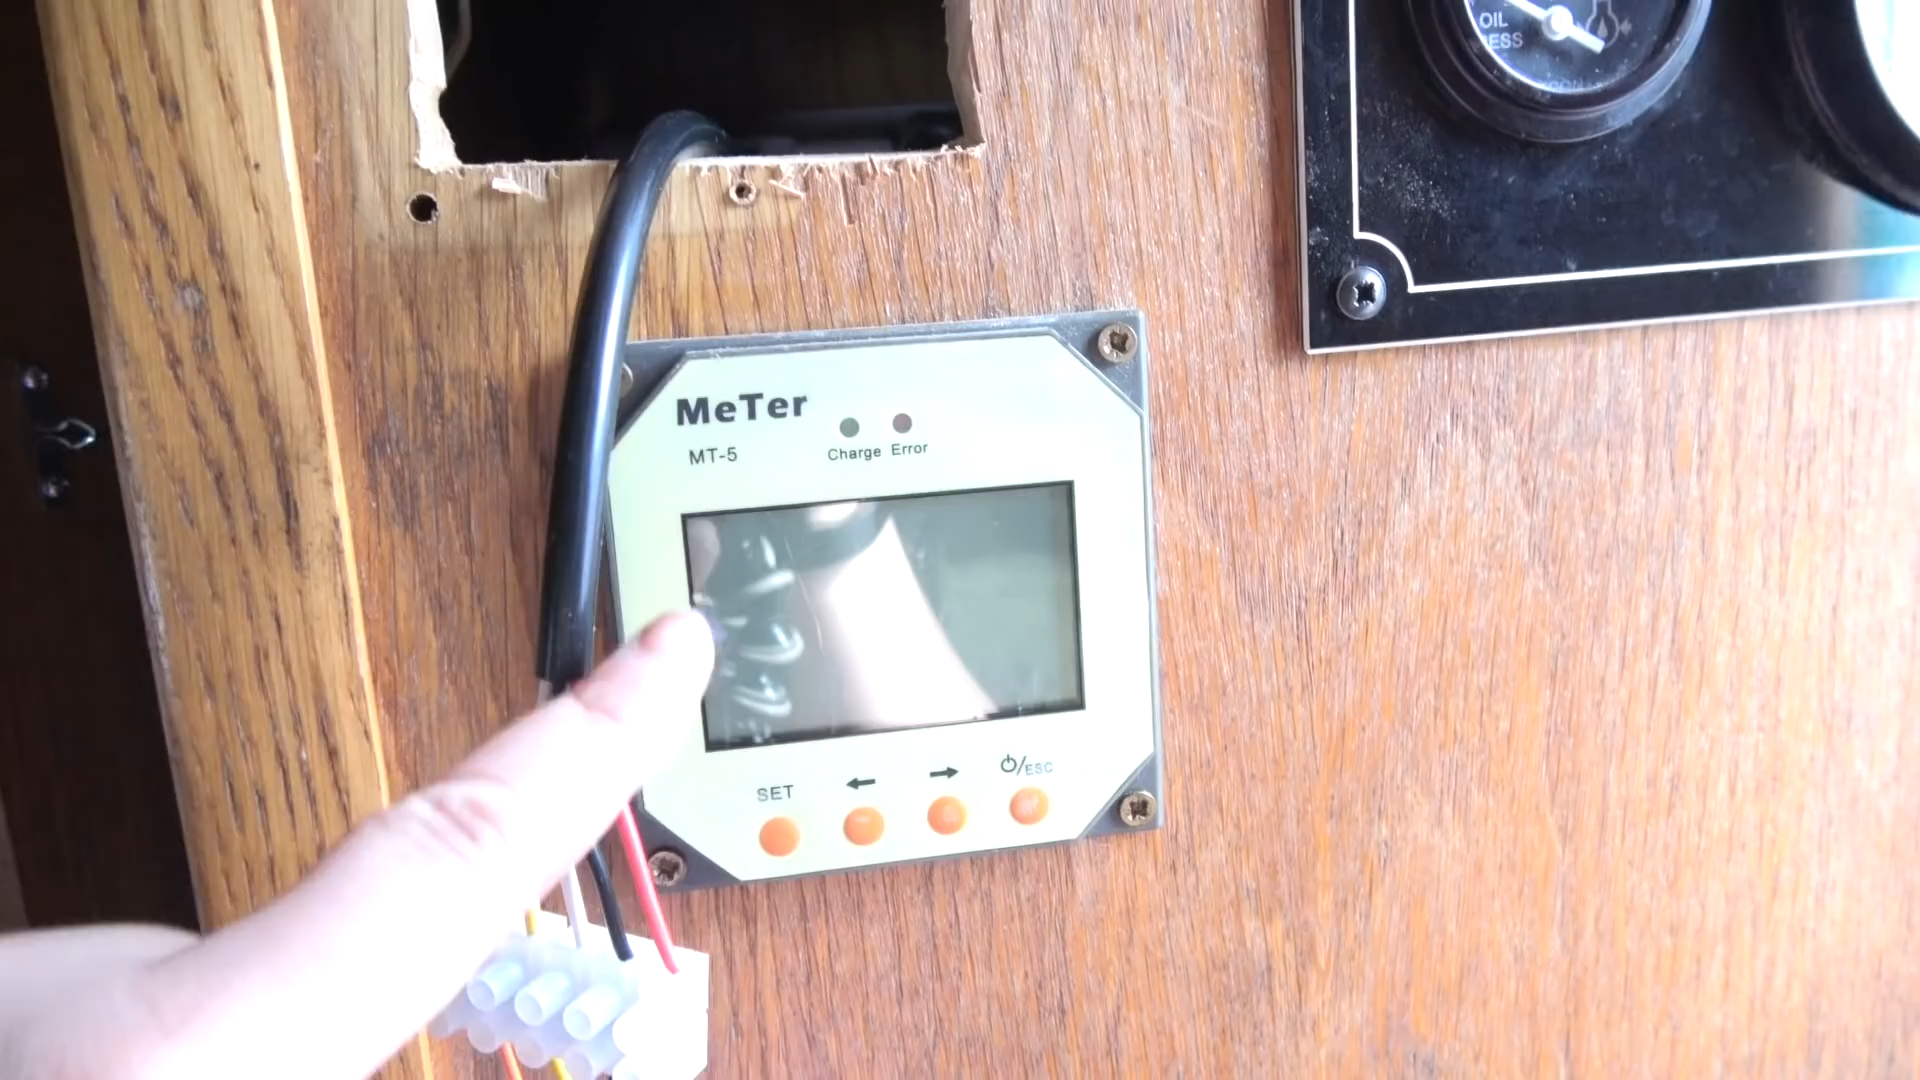 OIL
MeTer
MT-5
Charge Error
SET ← → ⏻/ESC